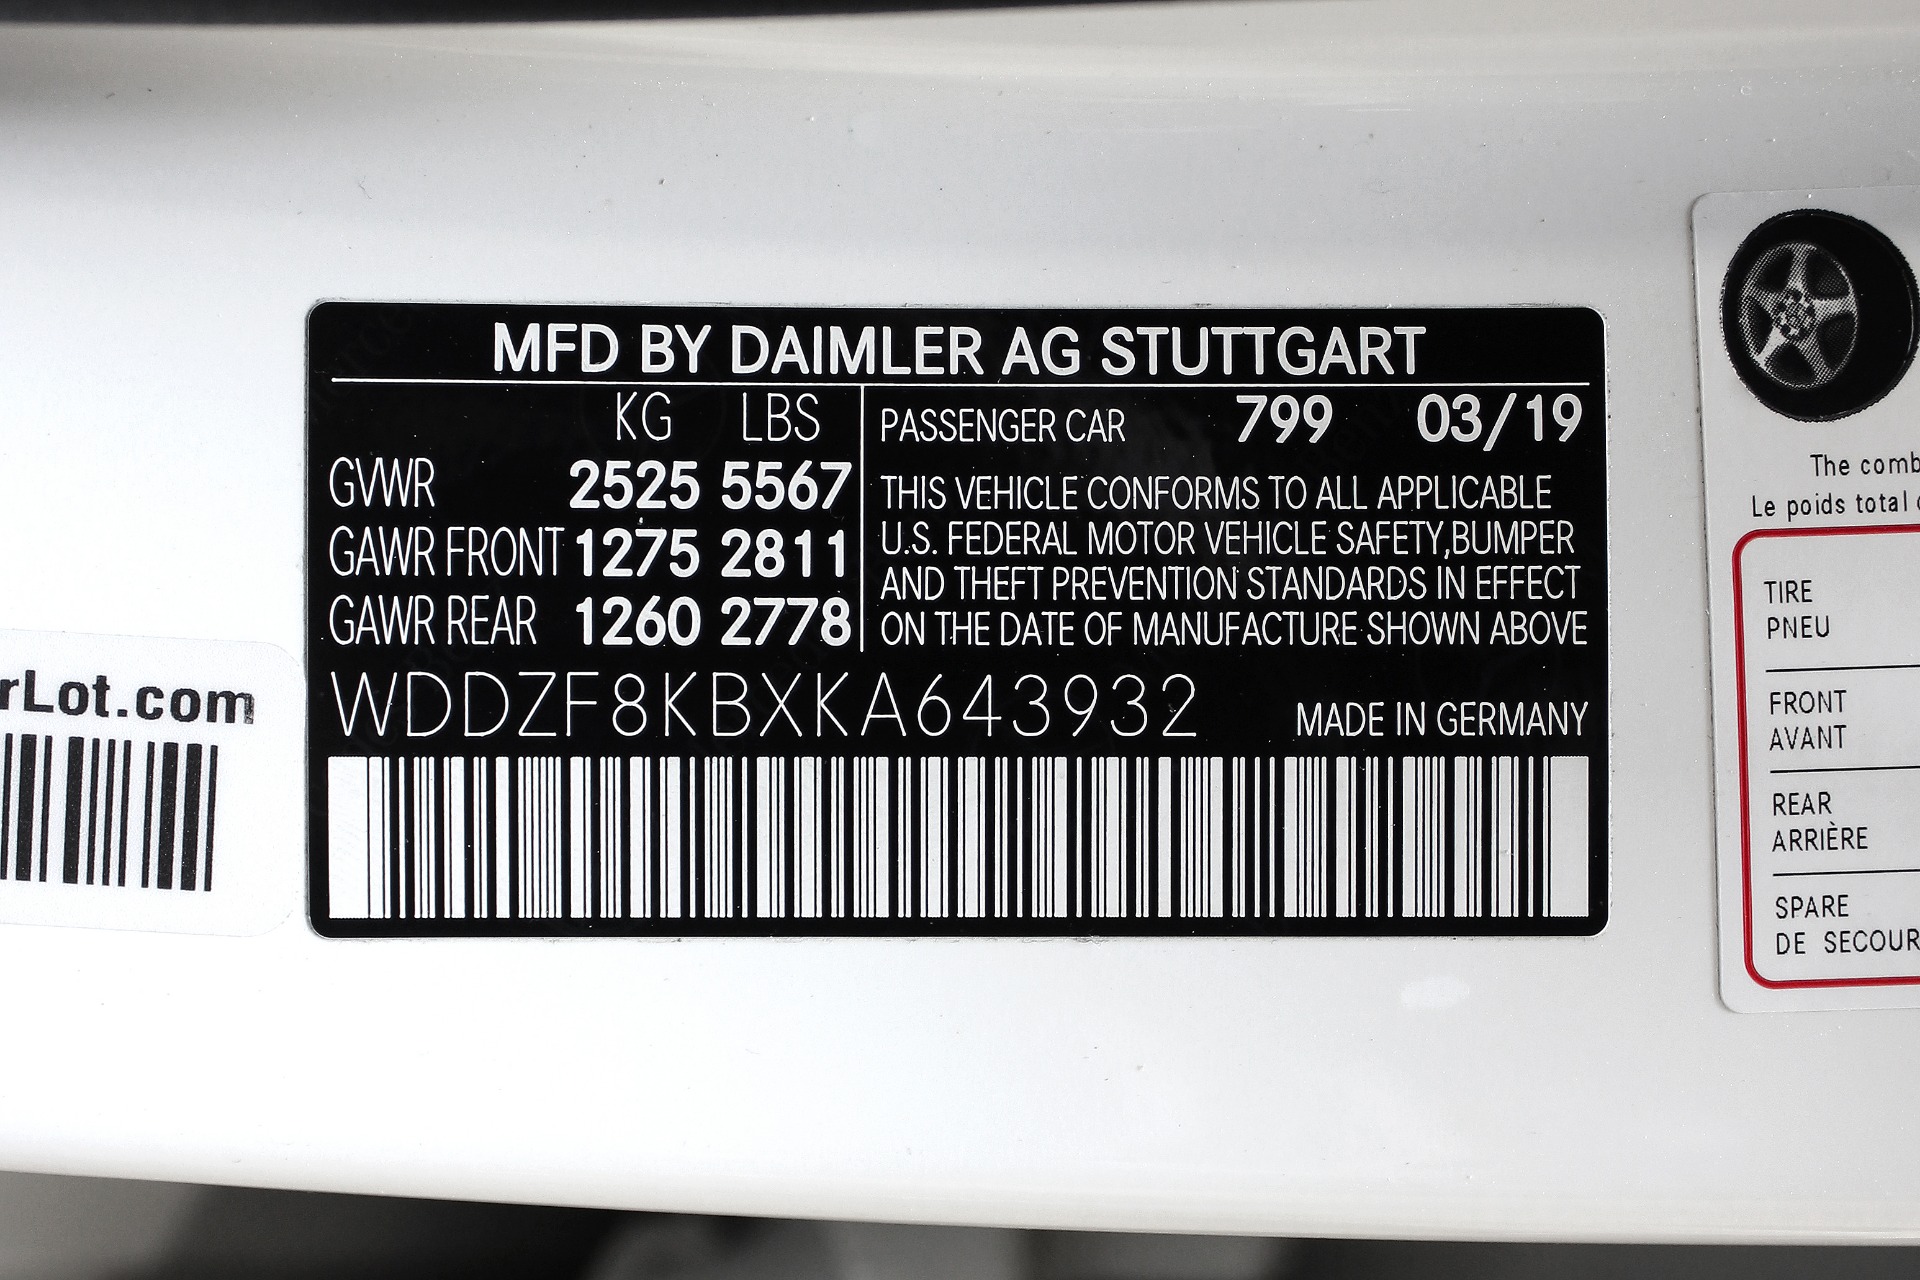 MFD BY DAIMLER AG STUTTGART
KG LBS
GVWR 2525 5567
GAWR FRONT 1275 2811
GAWR REAR 1260 2778
PASSENGER CAR 799 03/19
THIS VEHICLE CONFORMS TO ALL APPLICABLE
U.S. FEDERAL MOTOR VEHICLE SAFETY,BUMPER
AND THEFT PREVENTION STANDARDS IN EFFECT
ON THE DATE OF MANUFACTURE SHOWN ABOVE
WDDZF8KBXKA643932
MADE IN GERMANY
rLot.com
The comb
Le poids total
TIRE
PNEU
FRONT
AVANT
REAR
ARRIÈRE
SPARE
DE SECOUR